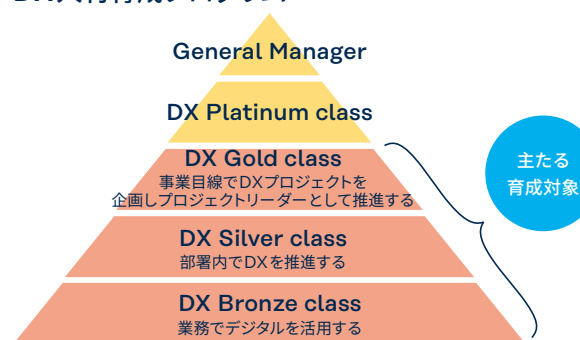 General Manager
DX Platinum class
DX Gold class
事業目線でDXプロジェクトを
企画しプロジェクトリーダーとして推進する
DX Silver class
部署内でDXを推進する
DX Bronze class
業務でデジタルを活用する
主たる
育成対象